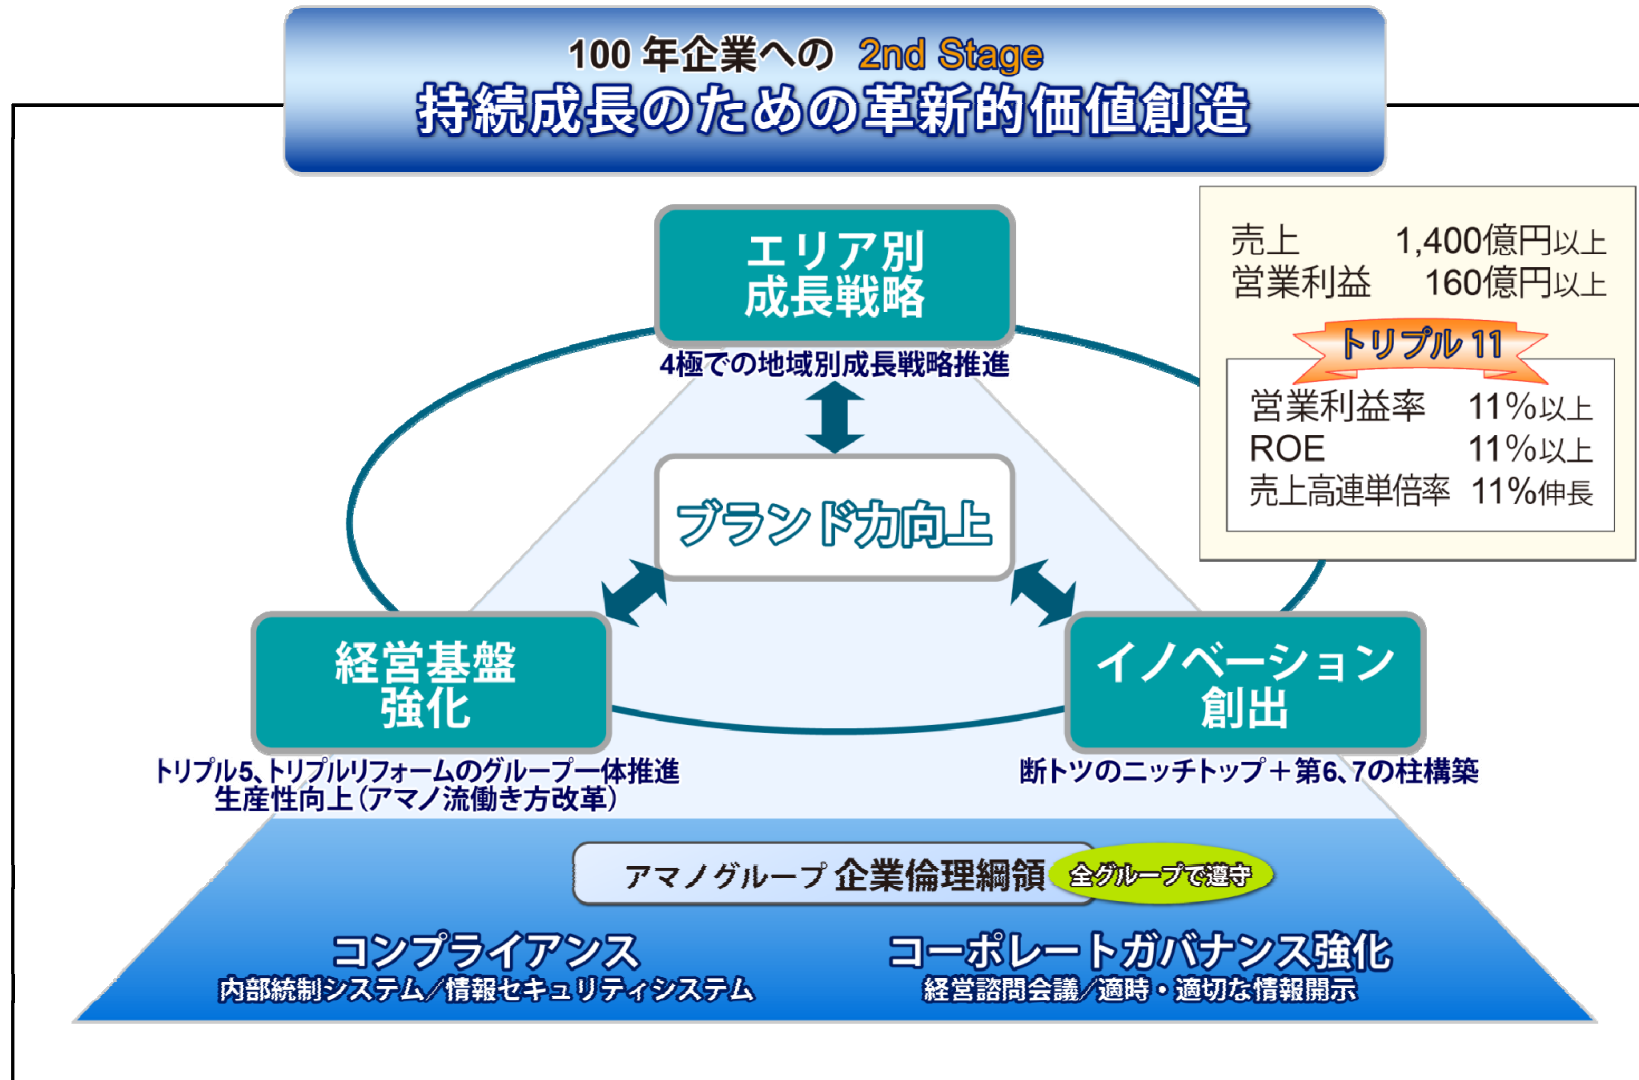 100 年企業への 2nd Stage
持続成長のための革新的価値創造
エリア別
成長戦略
4極での地域別成長戦略推進
売上 1,400億円以上
営業利益 160億円以上
トリプル 11
営業利益率 11%以上
ROE 11%以上
売上高連単倍率 11%伸長
ブランド力向上
経営基盤
強化
トリプル5、トリプルリフォームのグループ一体推進
生産性向上（アマノ流働き方改革）
イノベーション
創出
断トツのニッチトップ＋第6、7の柱構築
アマノグループ 企業倫理綱領 全グループで遵守
コンプライアンス
内部統制システム／情報セキュリティシステム
コーポレートガバナンス強化
経営諮問会議／適時・適切な情報開示